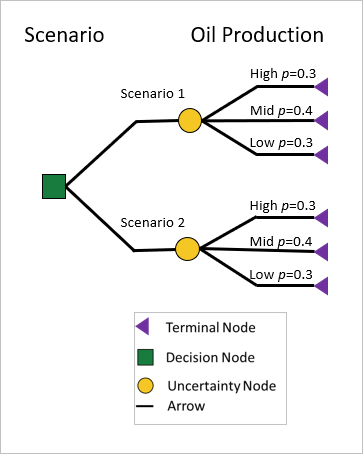 Scenario
Oil Production
High p=0.3
Scenario 1
Mid p=0.4
Low p=0.3
High p=0.3
Scenario 2
Mid p=0.4
Low p=0.3
Terminal Node
Decision Node
Uncertainty Node
Arrow